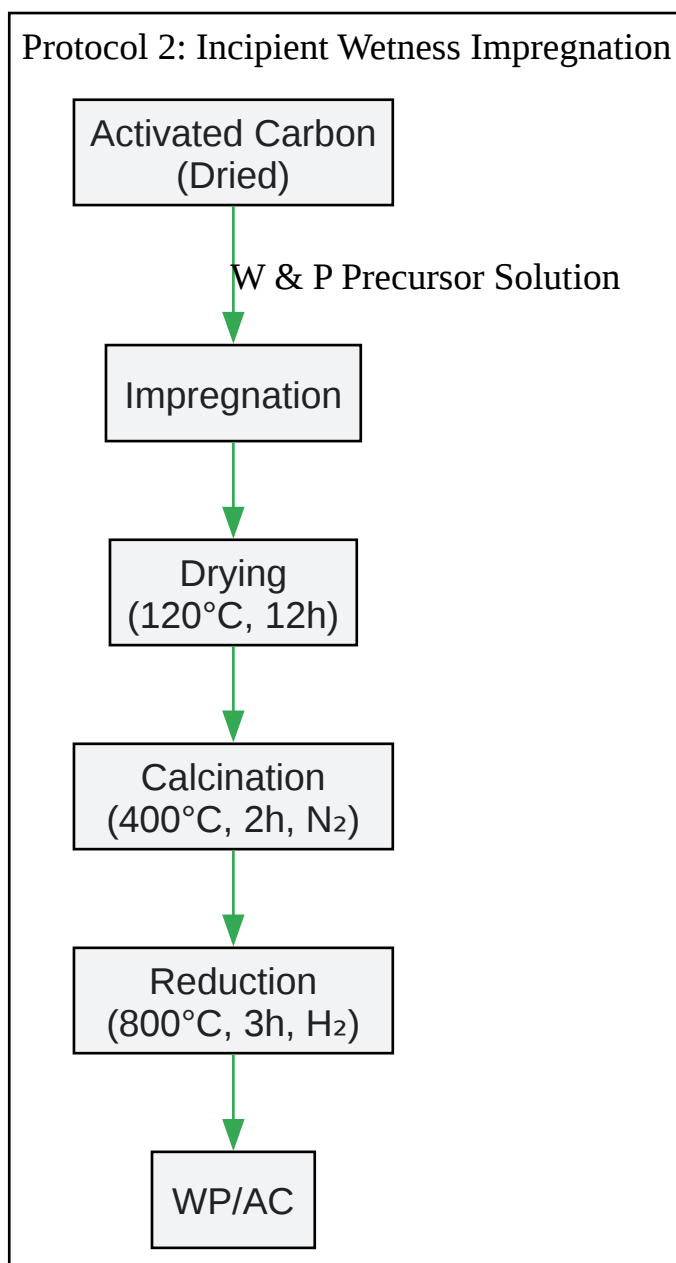 Protocol 2: Incipient Wetness Impregnation
Activated Carbon
(Dried)
W & P Precursor Solution
Impregnation
Drying
(120°C, 12h)
Calcination
(400°C, 2h, N₂)
Reduction
(800°C, 3h, H₂)
WP/AC